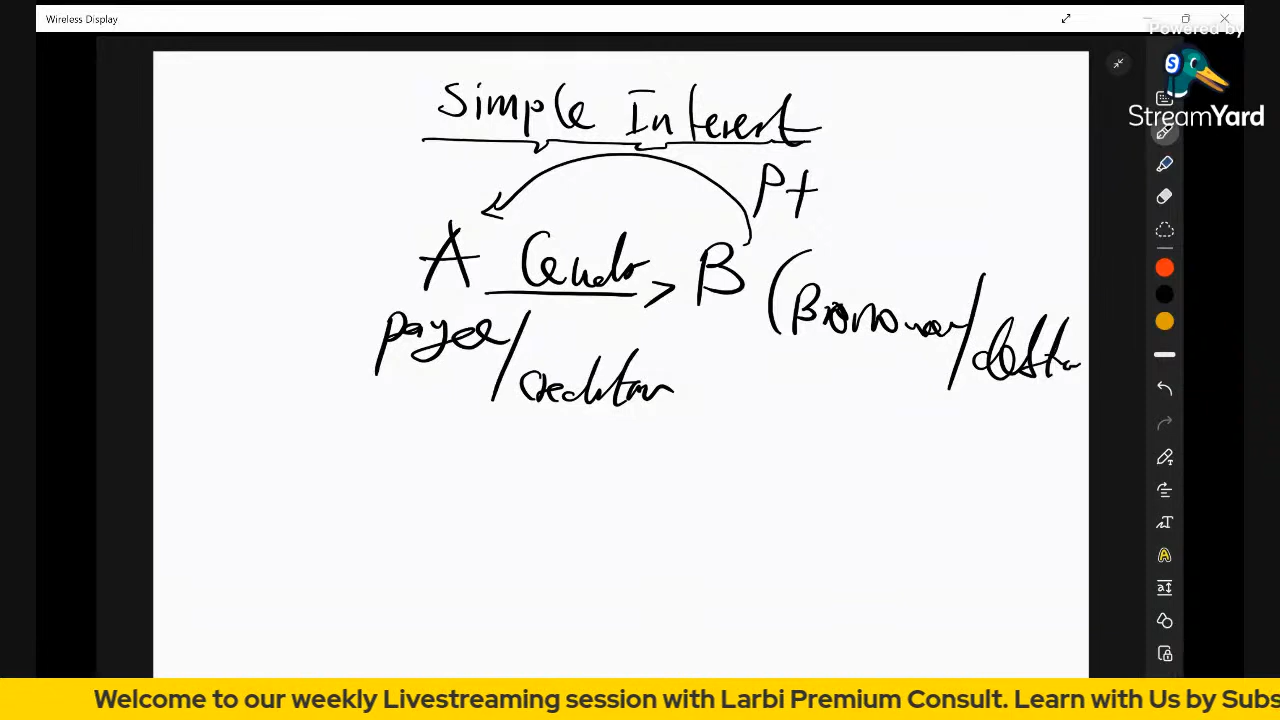 Wireless Display
Powered by
StreamYard
Simple Interest
P+
A Lends B (Borrower/debtor
payee/creditor
Welcome to our weekly Livestreaming session with Larbi Premium Consult. Learn with Us by Subs